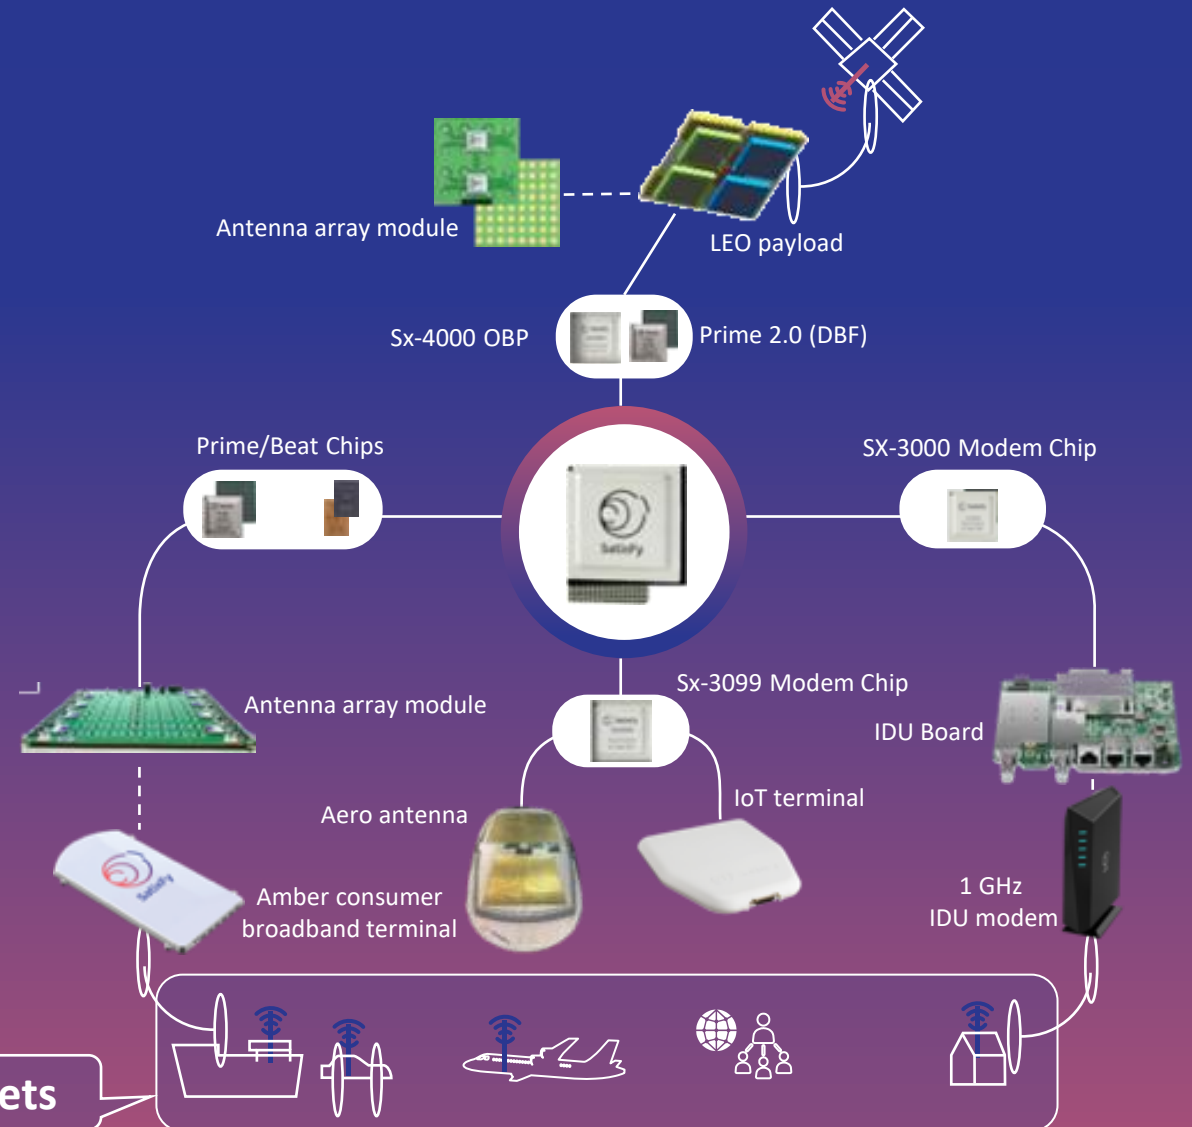 Antenna array module
LEO payload
Sx-4000 OBP
Prime 2.0 (DBF)
Prime/Beat Chips
SX-3000 Modem Chip
SatixFy
Sx-3099 Modem Chip
Antenna array module
IDU Board
Aero antenna
IoT terminal
SatixFy
Amber consumer
broadband terminal
1 GHz
IDU modem
ets